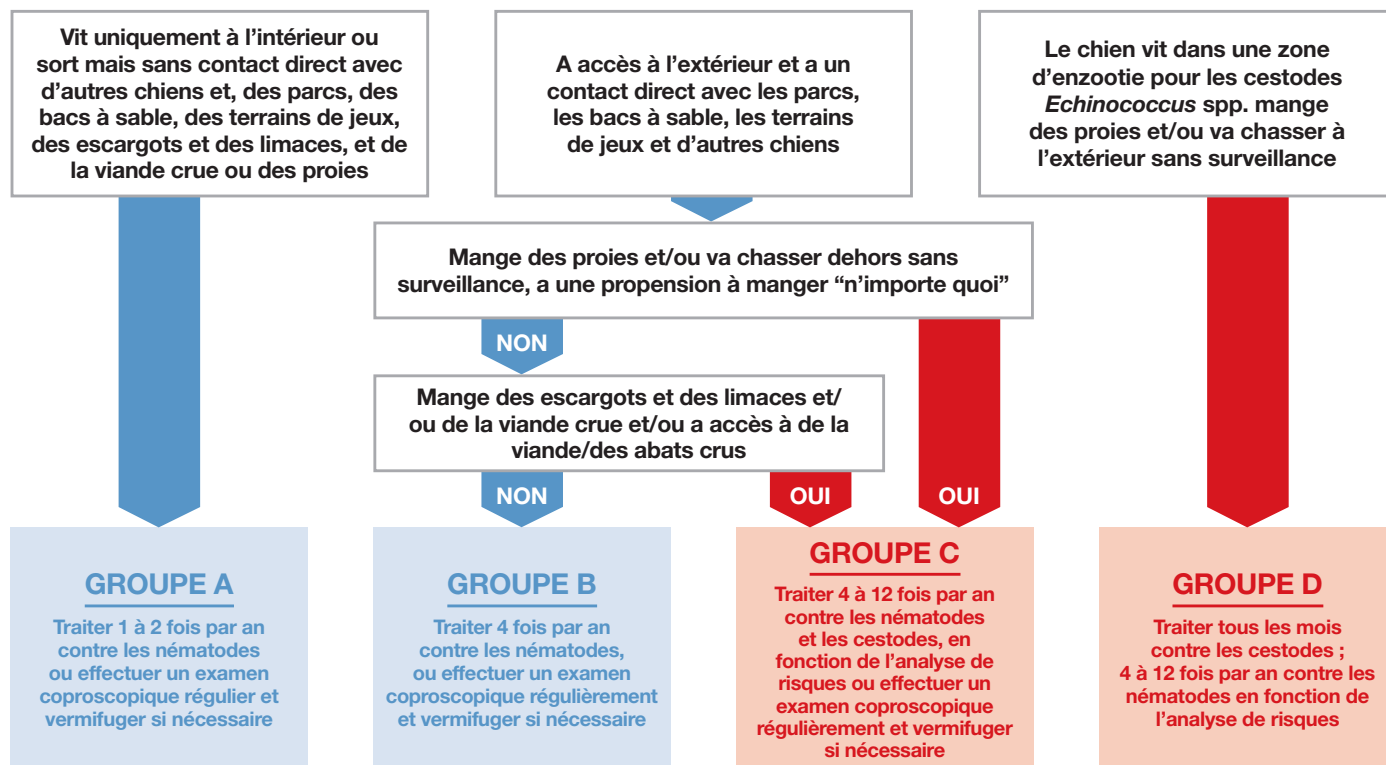 Vit uniquement à l’intérieur ou
sort mais sans contact direct avec
d’autres chiens et, des parcs, des
bacs à sable, des terrains de jeux,
des escargots et des limaces, et de
la viande crue ou des proies
A accès à l’extérieur et a un
contact direct avec les parcs,
les bacs à sable, les terrains
de jeux et d’autres chiens
Le chien vit dans une zone
d’enzootie pour les cestodes
Echinococcus spp. mange
des proies et/ou va chasser à
l’extérieur sans surveillance
Mange des proies et/ou va chasser dehors sans
surveillance, a une propension à manger “n’importe quoi”
NON
Mange des escargots et des limaces et/
ou de la viande crue et/ou a accès à de la
viande/des abats crus
NON
OUI
OUI
GROUPE A
Traiter 1 à 2 fois par an
contre les nématodes
ou effectuer un examen
coproscopique régulier et
vermifuger si nécessaire
GROUPE B
Traiter 4 fois par an
contre les nématodes,
ou effectuer un examen
coproscopique régulièrement
et vermifuger si nécessaire
GROUPE C
Traiter 4 à 12 fois par an
contre les nématodes
et les cestodes, en
fonction de l’analyse de
risques ou effectuer un
examen coproscopique
régulièrement et vermifuger
si nécessaire
GROUPE D
Traiter tous les mois
contre les cestodes ;
4 à 12 fois par an contre les
nématodes en fonction de
l’analyse de risques